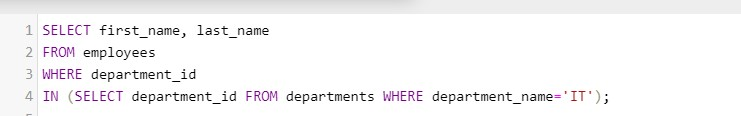 1 SELECT first_name, last_name
2 FROM employees
3 WHERE department_id
4 IN (SELECT department_id FROM departments WHERE department_name='IT');